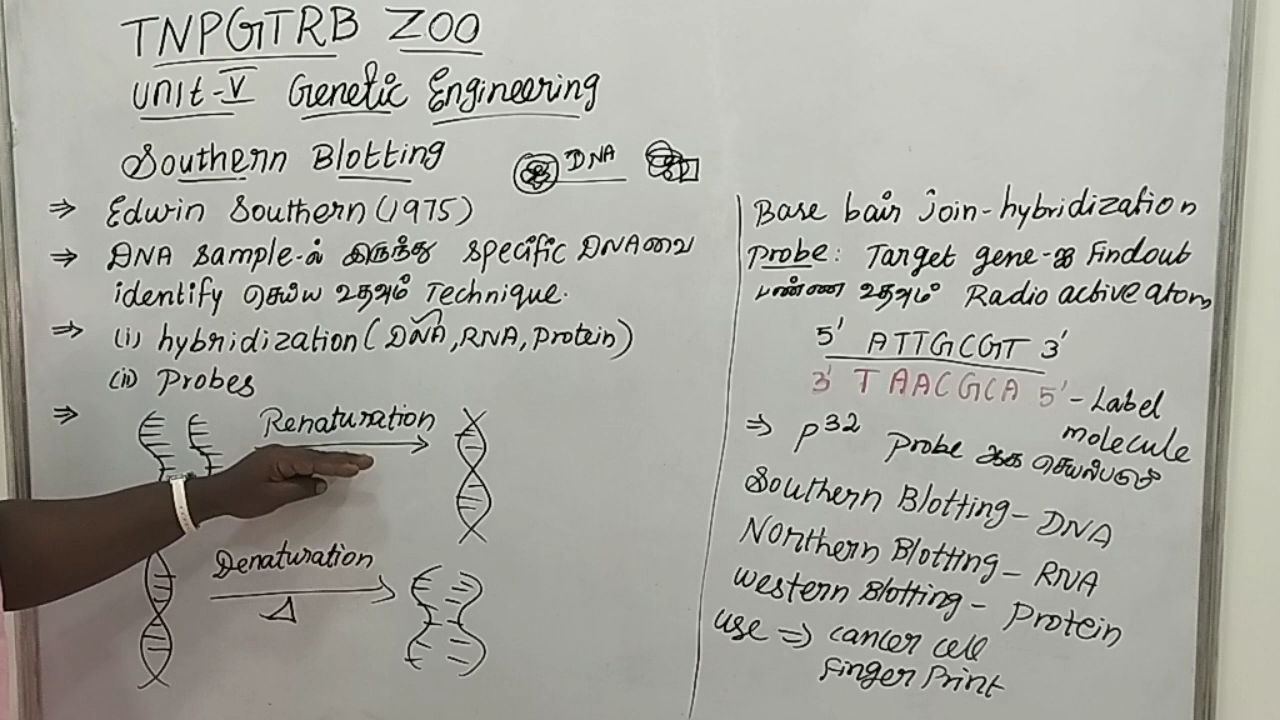 TNPGTRB ZOO
Unit-V Genetic Engineering
Southern Blotting
DNA
⇒ Edwin Southern (1975)
⇒ DNA sample-ல் இருந்து specific DNAவை
identify செய்ய உதவும் Technique.
⇒ (i) hybridization (DNA, RNA, Protein)
(ii) Probes
⇒
Renaturation
Denaturation
Δ
Base bair join-hybridization
Probe: Target gene-ஐ Findout
பண்ண உதவும் Radio active atom
5' ATTGCGT 3'
3' TAACGCA 5' - Label
molecule
⇒ P32 Probe ஆக செயல்படும்
Southern Blotting - DNA
Northern Blotting - RNA
Western Blotting - Protein
use ⇒ cancer cell
Finger Print